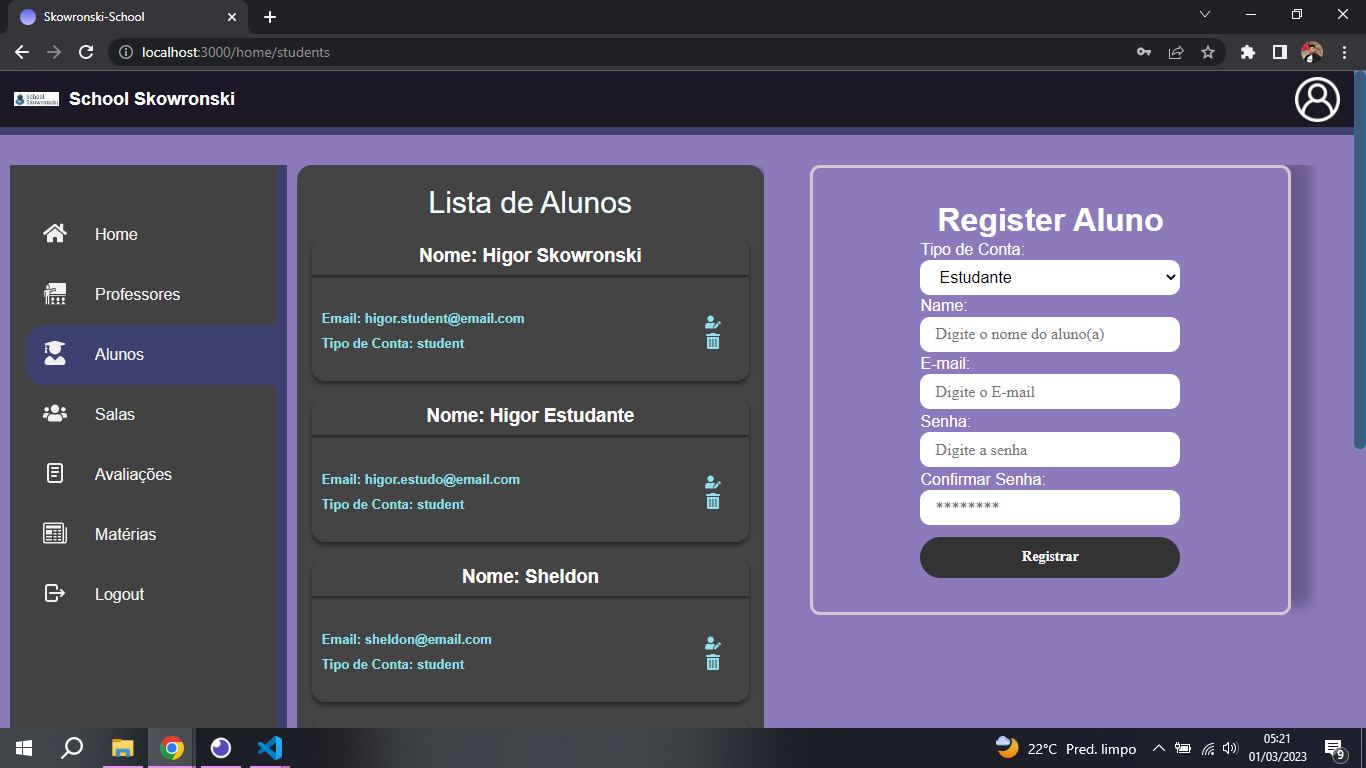 Skowronski-School
localhost:3000/home/students
School Skowronski
School Skowronski
Home
Professores
Alunos
Salas
Avaliações
Matérias
Logout
Lista de Alunos
Nome: Higor Skowronski
Email: higor.student@email.com
Tipo de Conta: student
Nome: Higor Estudante
Email: higor.estudo@email.com
Tipo de Conta: student
Nome: Sheldon
Email: sheldon@email.com
Tipo de Conta: student
Register Aluno
Tipo de Conta:
Estudante
Name:
Digite o nome do aluno(a)
E-mail:
Digite o E-mail
Senha:
Digite a senha
Confirmar Senha:
********
Registrar
22°C Pred. limpo
05:21
01/03/2023
9